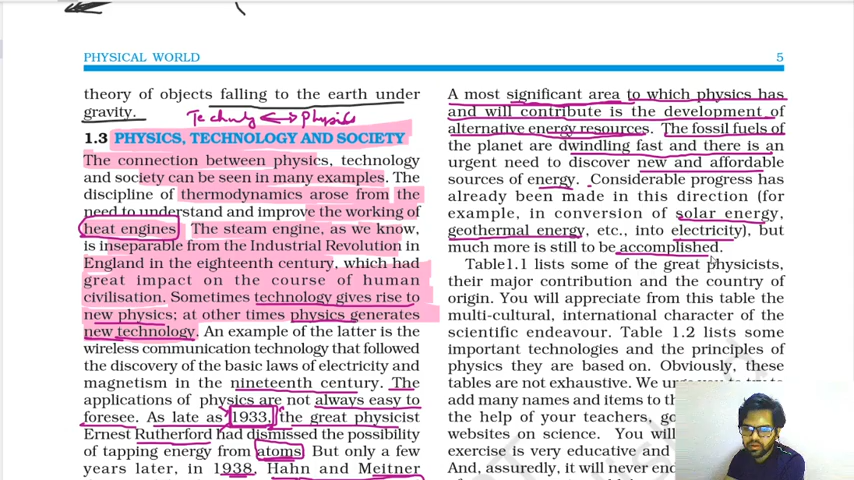 PHYSICAL WORLD
5
theory of objects falling to the earth under
gravity.
Physics
1.3 PHYSICS, TECHNOLOGY AND SOCIETY
The connection between physics, technology
and society can be seen in many examples. The
discipline of thermodynamics arose from the
need to understand and improve the working of
heat engines. The steam engine, as we know,
is inseparable from the Industrial Revolution in
England in the eighteenth century, which had
great impact on the course of human
civilisation. Sometimes technology gives rise to
new physics; at other times physics generates
new technology. An example of the latter is the
wireless communication technology that followed
the discovery of the basic laws of electricity and
magnetism in the nineteenth century. The
applications of physics are not always easy to
foresee. As late as 1933, the great physicist
Ernest Rutherford had dismissed the possibility
of tapping energy from atoms. But only a few
years later, in 1938, Hahn and Meitner
A most significant area to which physics has
and will contribute is the development of
alternative energy resources. The fossil fuels of
the planet are dwindling fast and there is an
urgent need to discover new and affordable
sources of energy. Considerable progress has
already been made in this direction (for
example, in conversion of solar energy,
geothermal energy, etc., into electricity), but
much more is still to be accomplished.
Table1.1 lists some of the great physicists,
their major contribution and the country of
origin. You will appreciate from this table the
multi-cultural, international character of the
scientific endeavour. Table 1.2 lists some
important technologies and the principles of
physics they are based on. Obviously, these
tables are not exhaustive. We
add many names and items to
the help of your teachers,
websites on science. You will
exercise is very educative and
And, assuredly, it will never